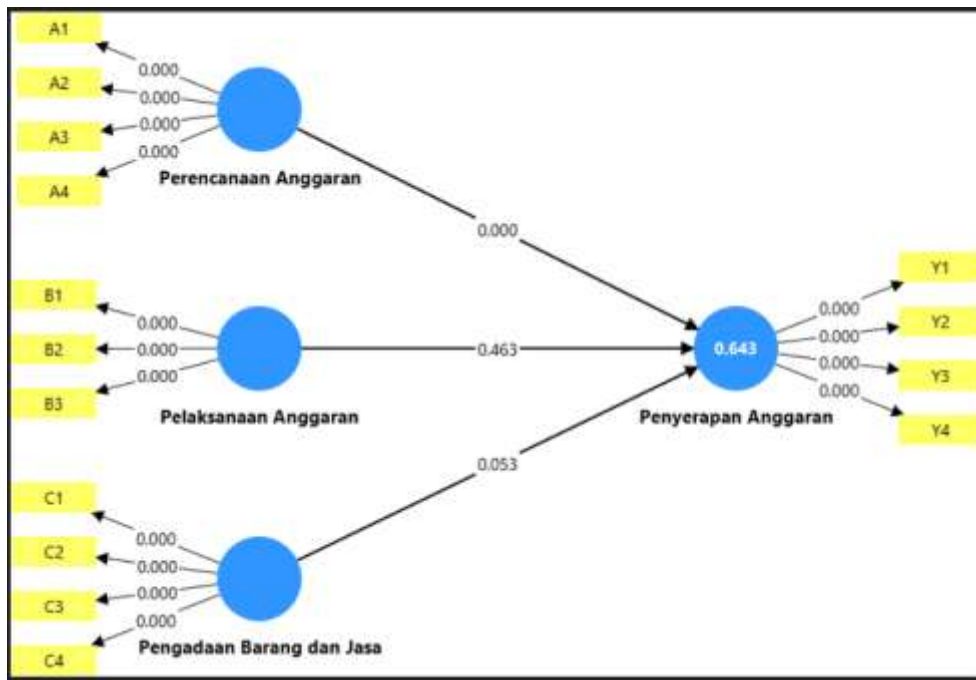 A1
A2
A3
A4
0.000
0.000
0.000
0.000
Perencanaan Anggaran
0.000
B1
B2
B3
0.000
0.000
0.000
Pelaksanaan Anggaran
0.463
C1
C2
C3
C4
0.000
0.000
0.000
0.000
Pengadaan Barang dan Jasa
0.053
0.643
Penyerapan Anggaran
0.000
0.000
0.000
0.000
Y1
Y2
Y3
Y4